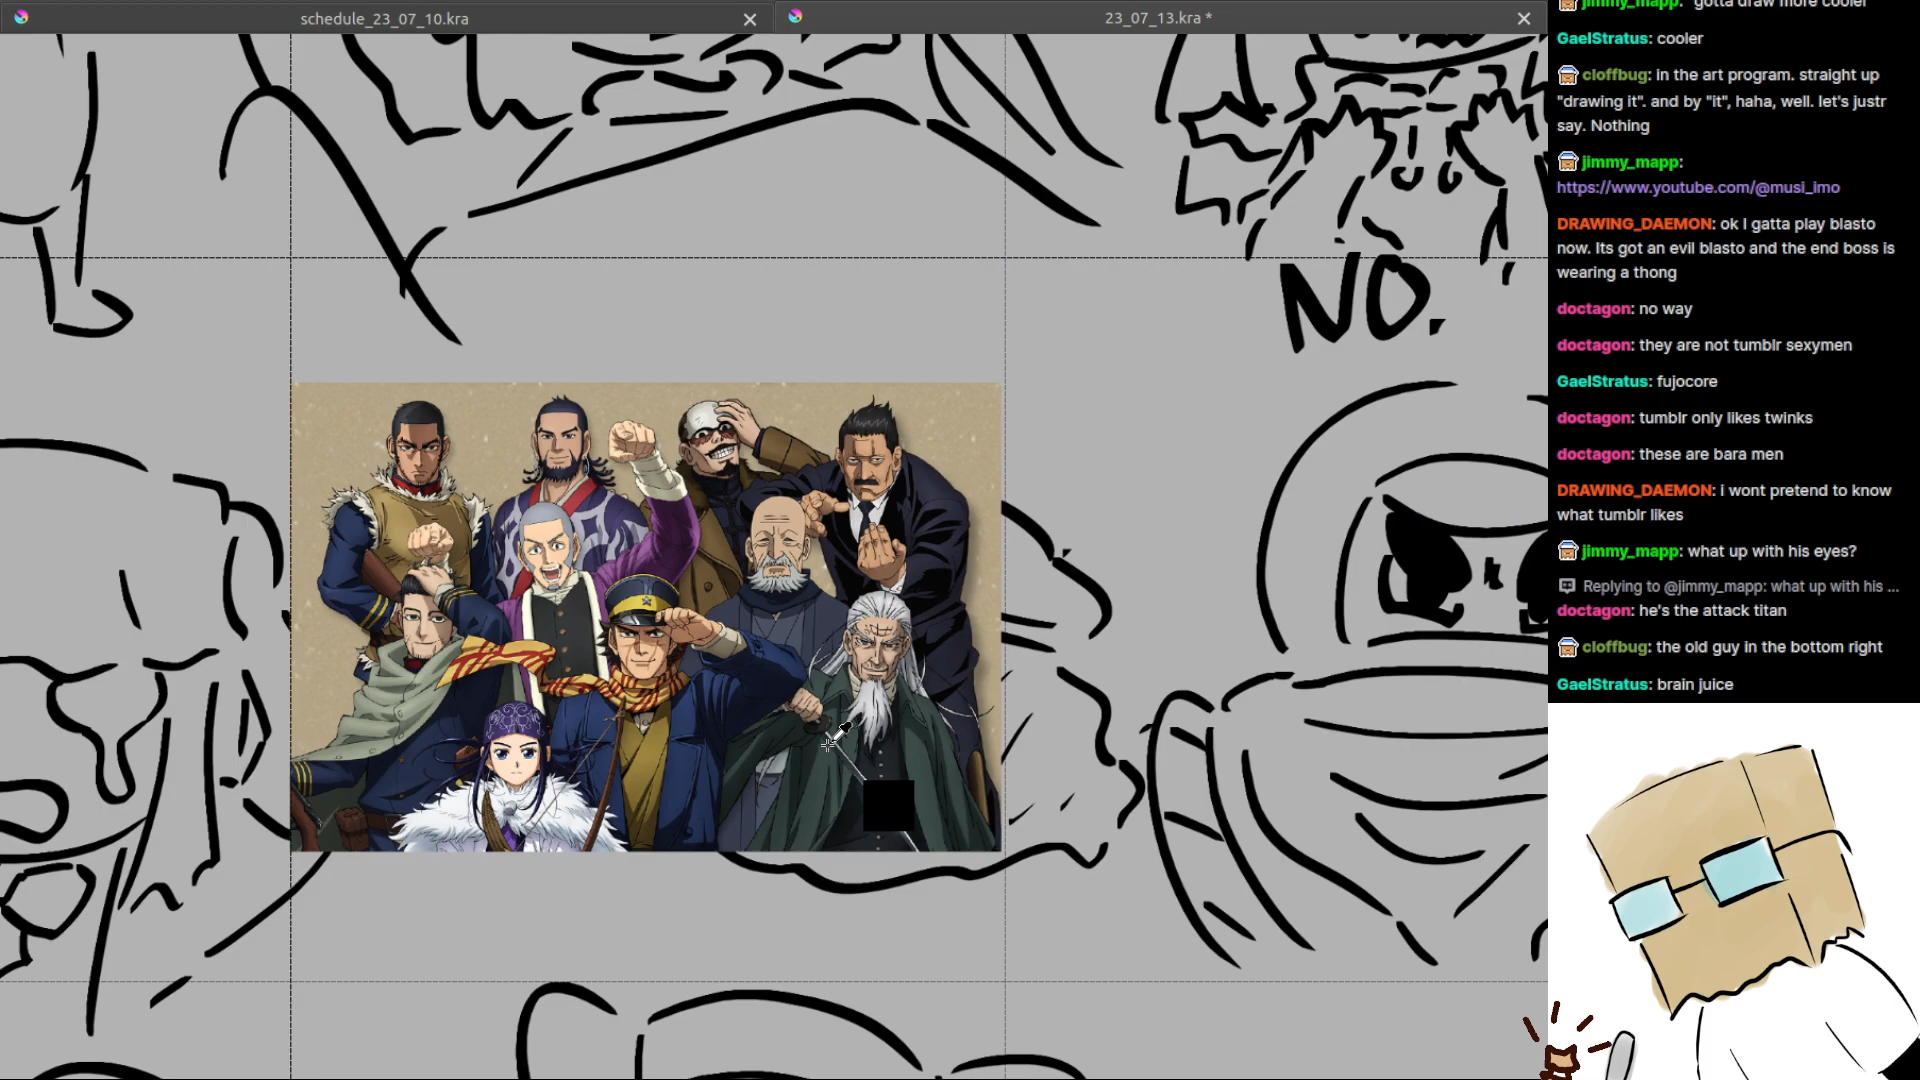 schedule_23_07_10.kra
23_07_13.kra *
NO.
jimmy_mapp: "gotta draw more cooler"
GaelStratus: cooler
cloffbug: in the art program. straight up
"drawing it". and by "it", haha, well. let's justr
say. Nothing
jimmy_mapp:
https://www.youtube.com/@musi_imo
DRAWING_DAEMON: ok I gatta play blasto
now. Its got an evil blasto and the end boss is
wearing a thong
doctagon: no way
doctagon: they are not tumblr sexymen
GaelStratus: fujocore
doctagon: tumblr only likes twinks
doctagon: these are bara men
DRAWING_DAEMON: i wont pretend to know
what tumblr likes
jimmy_mapp: what up with his eyes?
Replying to @jimmy_mapp: what up with his ...
doctagon: he's the attack titan
cloffbug: the old guy in the bottom right
GaelStratus: brain juice